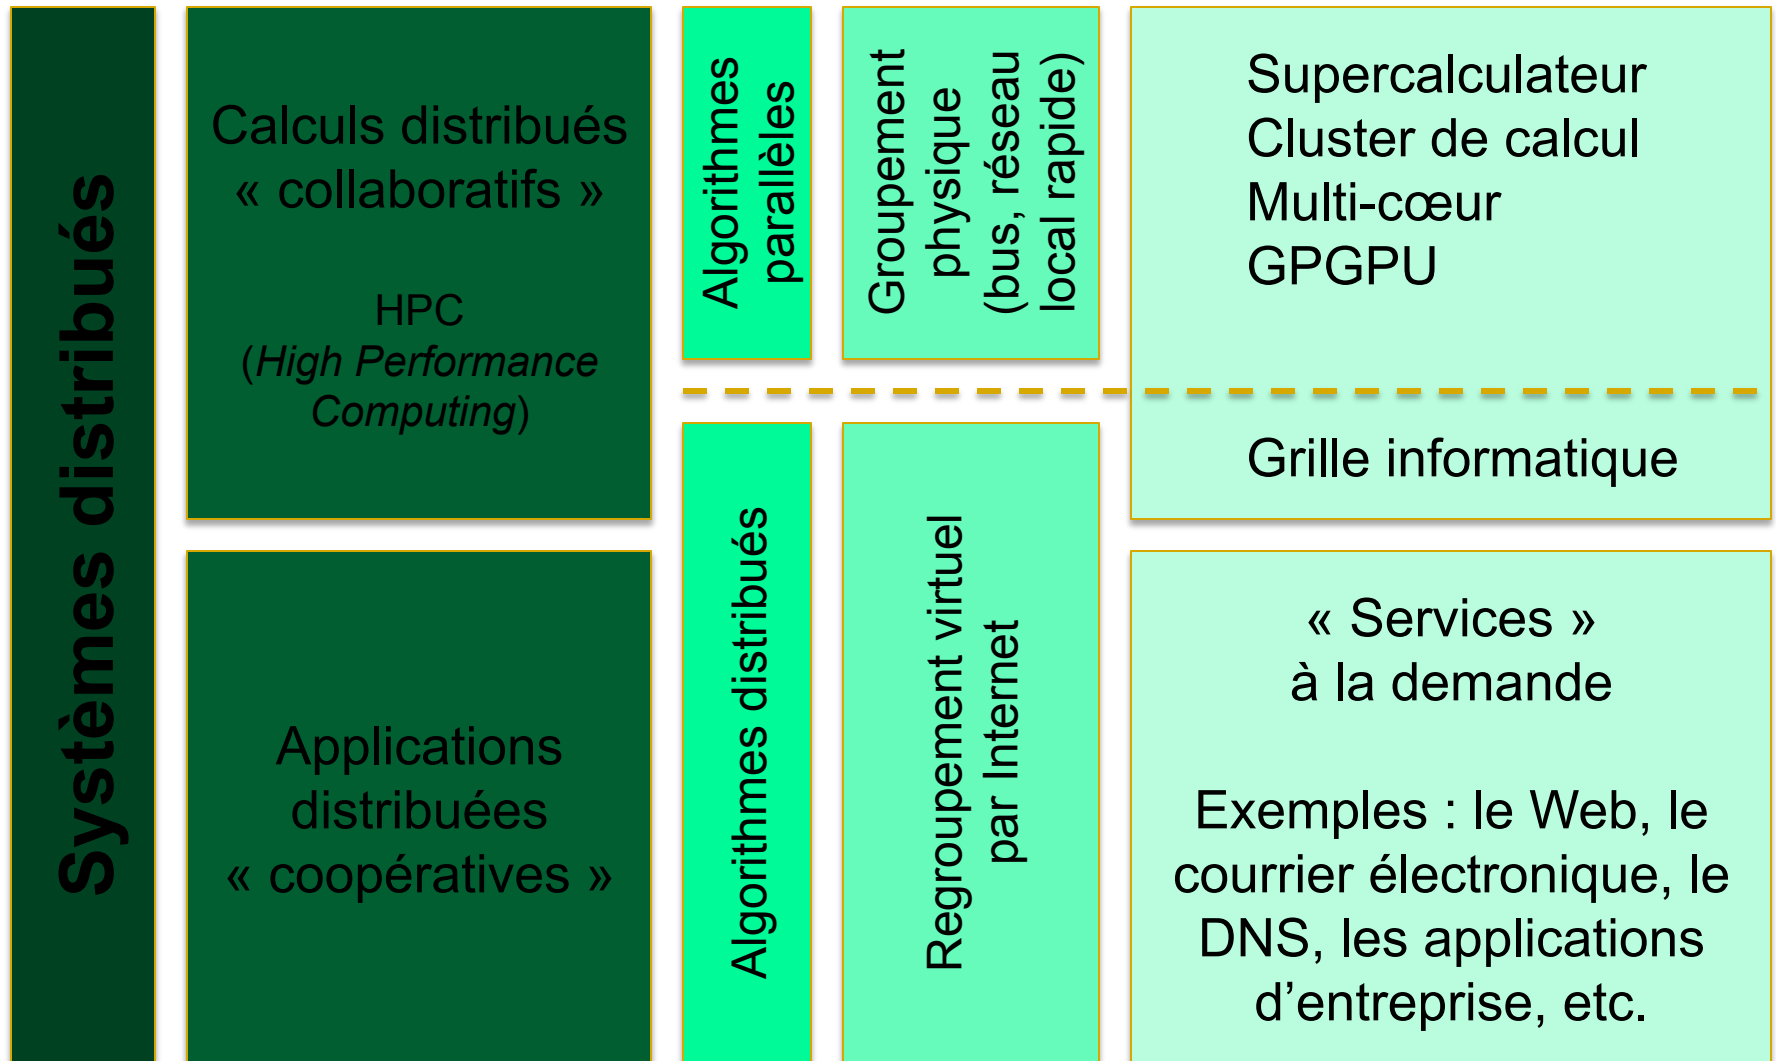 Systèmes distribués
Calculs distribués
« collaboratifs »
HPC
(High Performance
Computing)
Algorithmes
parallèles
Groupement
physique
(bus, réseau
local rapide)
Supercalculateur
Cluster de calcul
Multi-cœur
GPGPU
Grille informatique
Applications
distribuées
« coopératives »
Algorithmes distribués
Regroupement virtuel
par Internet
« Services »
à la demande
Exemples : le Web, le
courrier électronique, le
DNS, les applications
d’entreprise, etc.